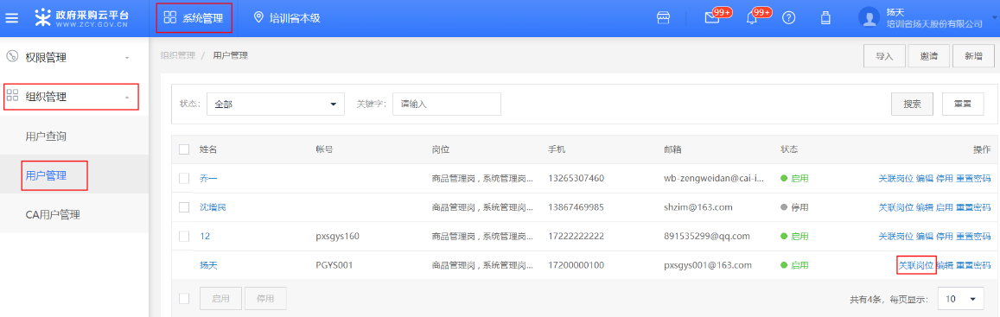 政府采购云平台 系统管理 培训省本级 99+ 99+ 扬天
WWW.ZCY.GOV.CN 培训省扬天股份有限公司
权限管理 组织管理 / 用户管理 导入 邀请 新增
组织管理 状态: 全部 关键字: 请输入 搜索 重置
用户查询
用户管理
CA用户管理
姓名 帐号 岗位 手机 邮箱 状态 操作
乔一 商品管理岗 , 系统管理岗... 13265307460 wb-zengweidan@cai-i... 启用 关联岗位 编辑 停用 重置密码
沈增民 商品管理岗 , 系统管理岗... 13867469985 shzim@163.com 停用 关联岗位 编辑 启用 重置密码
12 pxsgys160 商品管理岗 , 系统管理岗... 17222222222 891535299@qq.com 启用 关联岗位 编辑 停用 重置密码
扬天 PGYS001 商品管理岗 , 系统管理岗... 17200000100 pxsgys001@163.com 启用 关联岗位 编辑 重置密码
启用 停用 共有4条，每页显示： 10